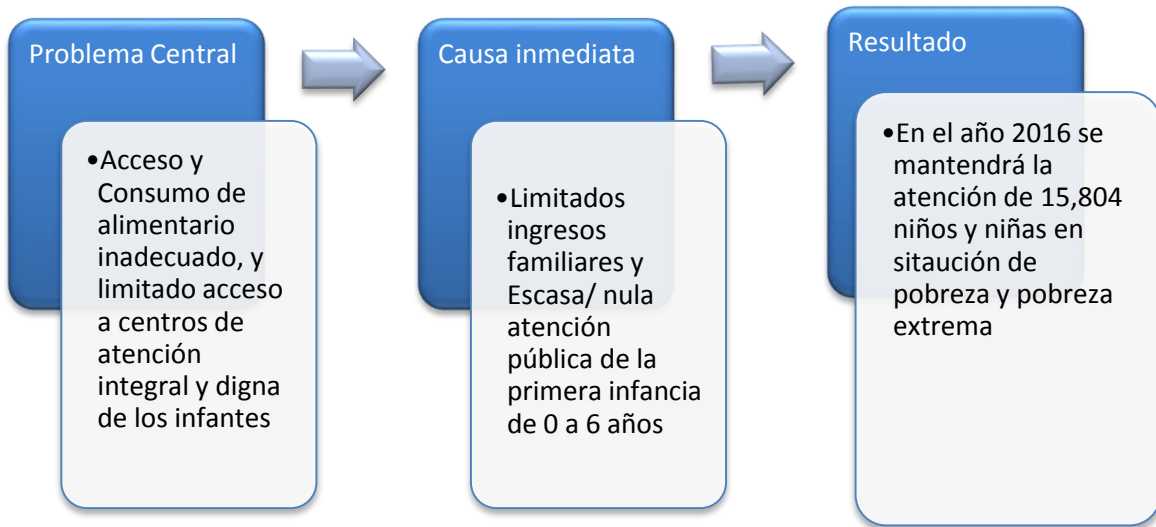 Problema Central
•Acceso y
Consumo de
alimentario
inadecuado, y
limitado acceso
a centros de
atención
integral y digna
de los infantes
Causa inmediata
•Limitados
ingresos
familiares y
Escasa/ nula
atención
pública de la
primera infancia
de 0 a 6 años
Resultado
•En el año 2016 se
mantendrá la
atención de 15,804
niños y niñas en
sitaución de
pobreza y pobreza
extrema